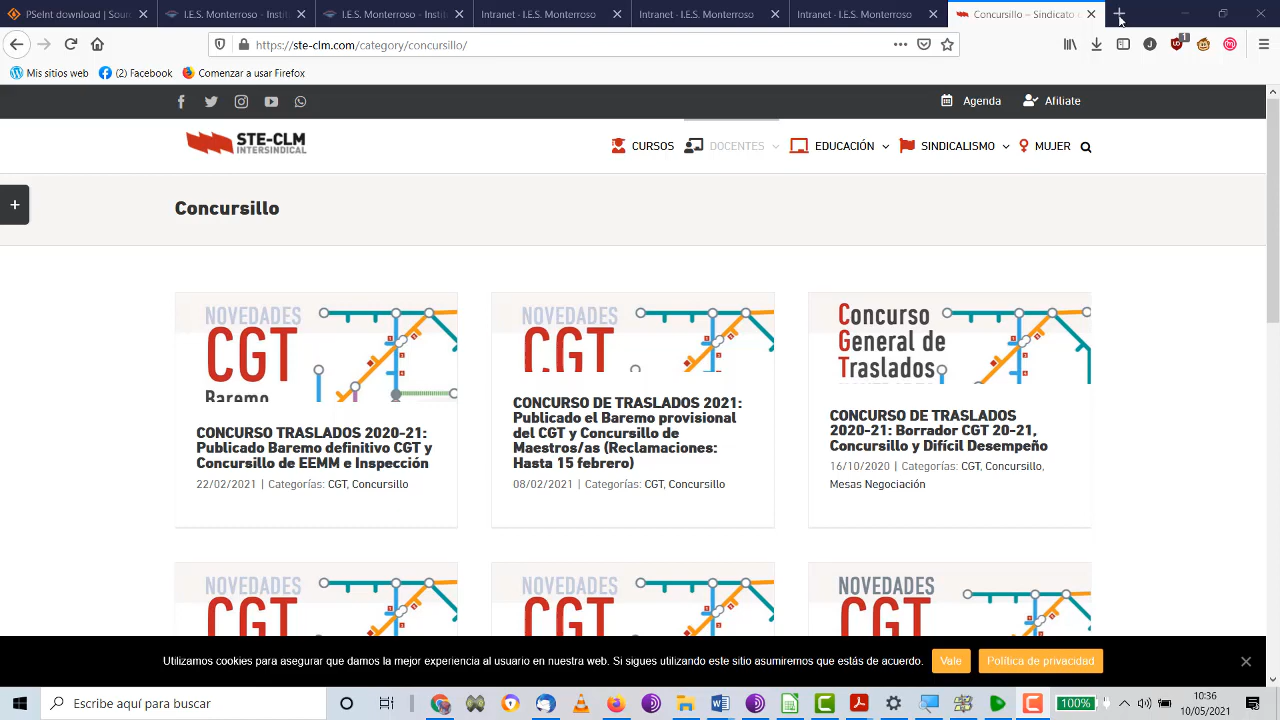 PSeInt download | Sour
I.E.S. Monterroso – Institu
I.E.S. Monterroso – Institu
Intranet - I.E.S. Monterroso
Intranet - I.E.S. Monterroso
Intranet - I.E.S. Monterroso
Concursillo – Sindicato e
https://ste-clm.com/category/concursillo/
Mis sitios web
(2) Facebook
Comenzar a usar Firefox
Agenda
Afiliate
STE-CLM
INTERSINDICAL
CURSOS
DOCENTES
EDUCACIÓN
SINDICALISMO
MUJER
Concursillo
NOVEDADES
CGT
Baremo
CONCURSO TRASLADOS 2020-21:
Publicado Baremo definitivo CGT y
Concursillo de EEMM e Inspección
22/02/2021 | Categorías: CGT, Concursillo
NOVEDADES
CGT
CONCURSO DE TRASLADOS 2021:
Publicado el Baremo provisional
del CGT y Concursillo de
Maestros/as (Reclamaciones:
Hasta 15 febrero)
08/02/2021 | Categorías: CGT, Concursillo
Concurso
General de
Traslados
CONCURSO DE TRASLADOS
2020-21: Borrador CGT 20-21,
Concursillo y Difícil Desempeño
16/10/2020 | Categorías: CGT, Concursillo,
Mesas Negociación
NOVEDADES
CGT
NOVEDADES
CGT
NOVEDADES
CGT
Utilizamos cookies para asegurar que damos la mejor experiencia al usuario en nuestra web. Si sigues utilizando este sitio asumiremos que estás de acuerdo.
Vale
Política de privacidad
Escribe aquí para buscar
100%
10:36
10/05/2021